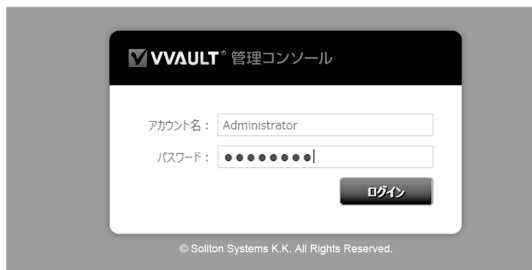 VVAULT® 管理コンソール
アカウント名： Administrator
パスワード： ●●●●●●●●
ログイン
© Soliton Systems K.K. All Rights Reserved.